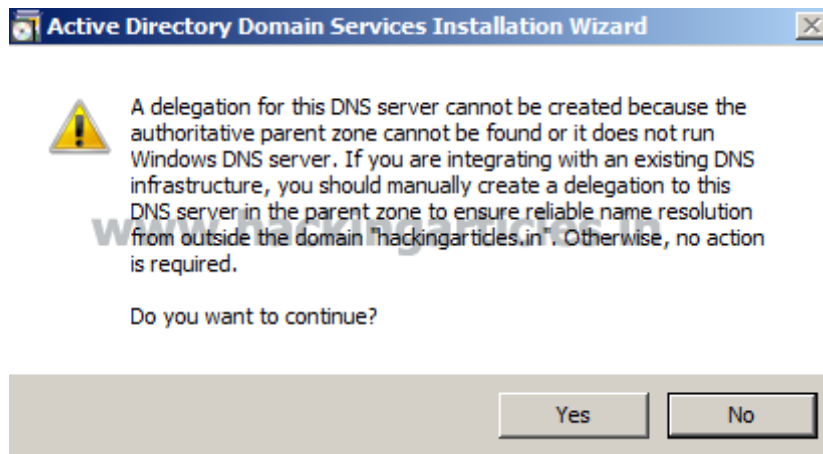 Active Directory Domain Services Installation Wizard
A delegation for this DNS server cannot be created because the
authoritative parent zone cannot be found or it does not run
Windows DNS server. If you are integrating with an existing DNS
infrastructure, you should manually create a delegation to this
DNS server in the parent zone to ensure reliable name resolution
from outside the domain "hackingarticles.in". Otherwise, no action
is required.
www.hackingarticles.in
Do you want to continue?
Yes No